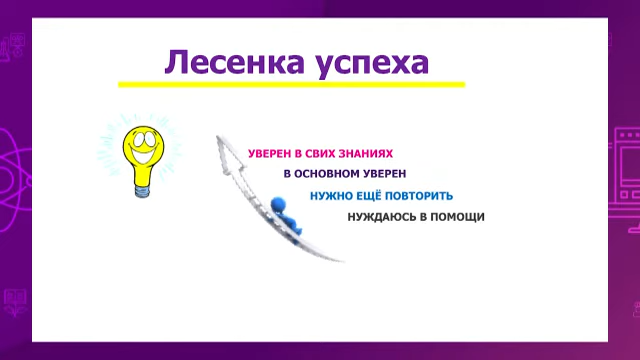 Лесенка успеха
УВЕРЕН В СВИХ ЗНАНИЯХ
В ОСНОВНОМ УВЕРЕН
НУЖНО ЕЩЁ ПОВТОРИТЬ
НУЖДАЮСЬ В ПОМОЩИ